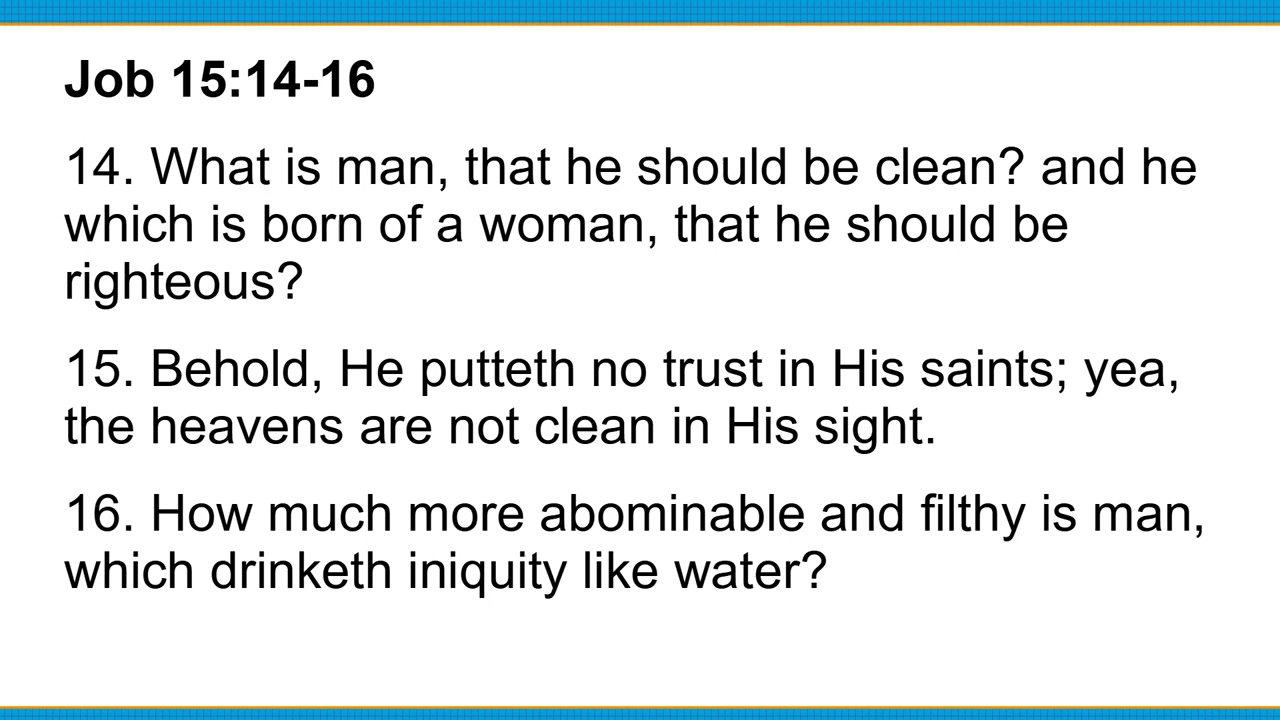 Job 15:14-16
14. What is man, that he should be clean? and he
which is born of a woman, that he should be
righteous?
15. Behold, He putteth no trust in His saints; yea,
the heavens are not clean in His sight.
16. How much more abominable and filthy is man,
which drinketh iniquity like water?